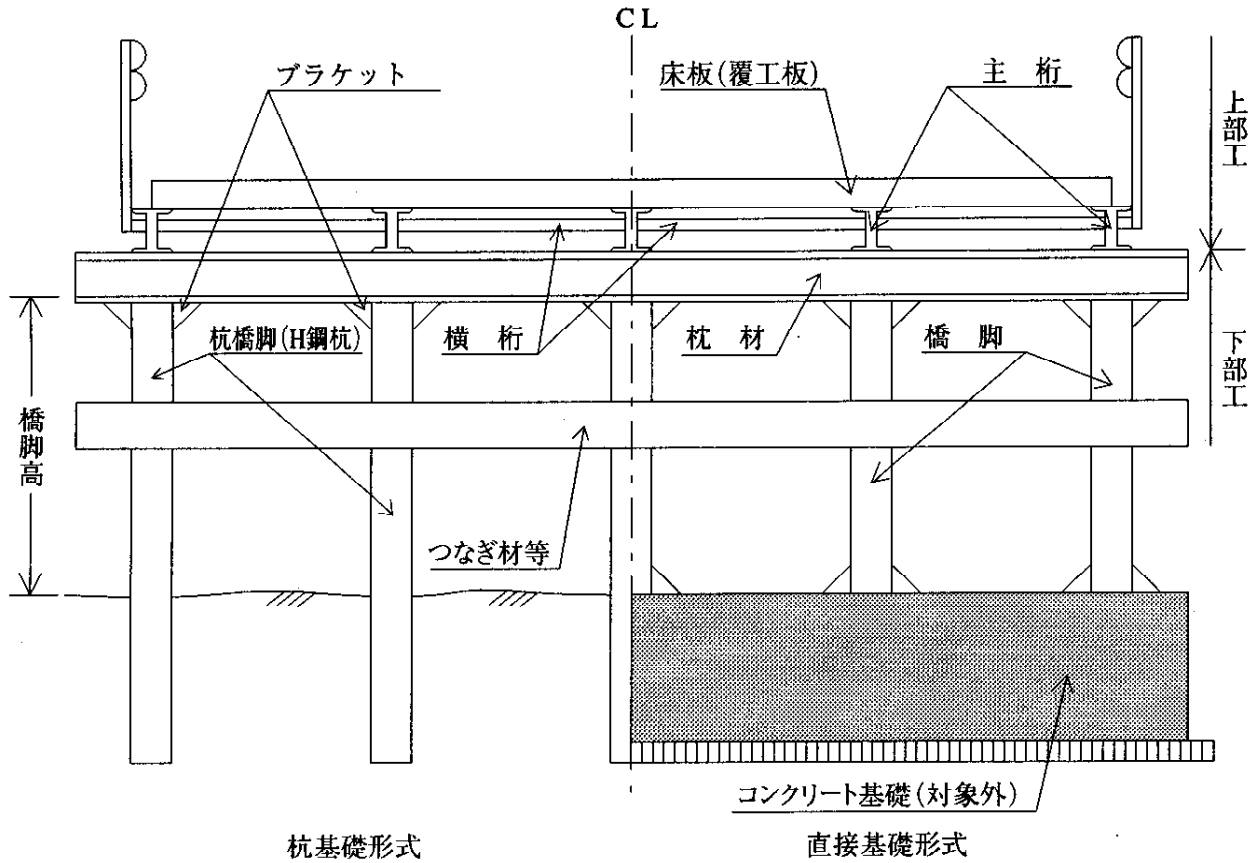 CL
ブラケット
床板(覆工板)
主 桁
上部工
杭橋脚(H鋼杭)
横 桁
枕 材
橋 脚
下部工
橋脚高
つなぎ材等
コンクリート基礎(対象外)
杭基礎形式
直接基礎形式